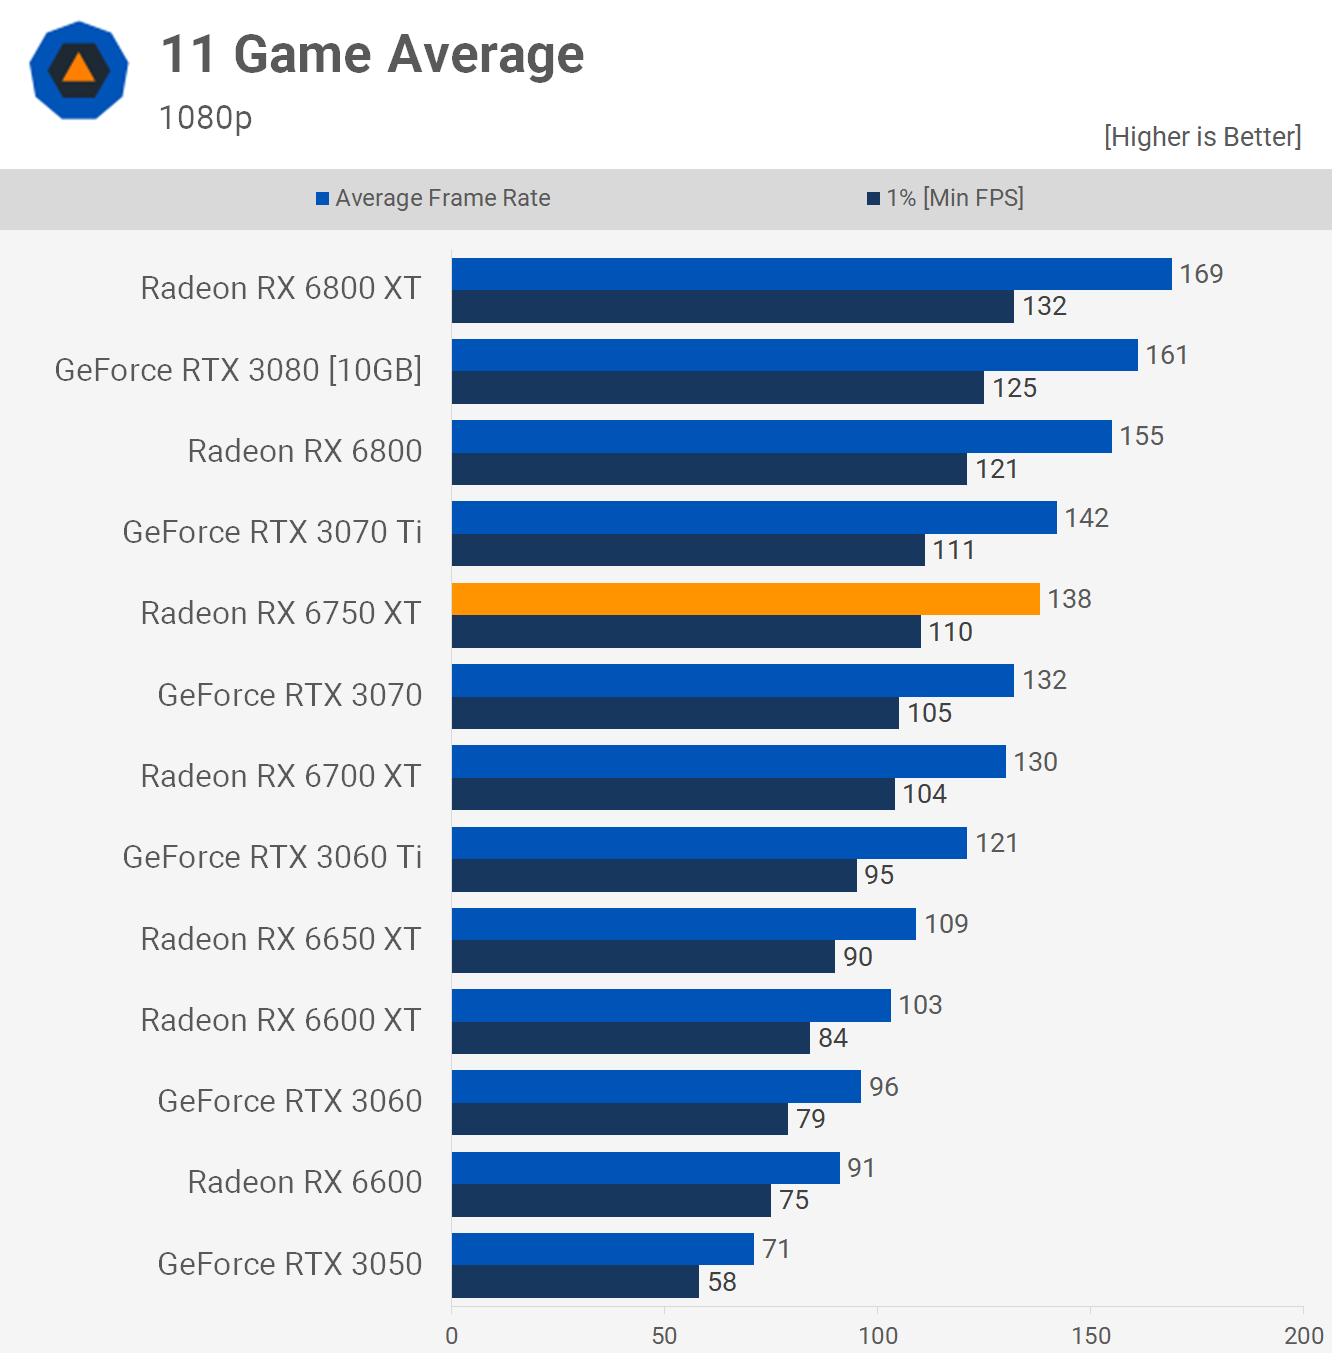 11 Game Average
1080p
[Higher is Better]
Average Frame Rate 1% [Min FPS]
Radeon RX 6800 XT 169
132
GeForce RTX 3080 [10GB] 161
125
Radeon RX 6800 155
121
GeForce RTX 3070 Ti 142
111
Radeon RX 6750 XT 138
110
GeForce RTX 3070 132
105
Radeon RX 6700 XT 130
104
GeForce RTX 3060 Ti 121
95
Radeon RX 6650 XT 109
90
Radeon RX 6600 XT 103
84
GeForce RTX 3060 96
79
Radeon RX 6600 91
75
GeForce RTX 3050 71
58
0 50 100 150 200